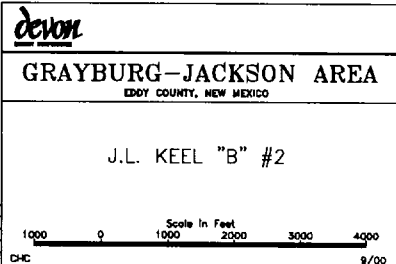 devon
GRAYBURG-JACKSON AREA
EDDY COUNTY, NEW MEXICO
J.L. KEEL "B" #2
Scale In Feet
1000 0 1000 2000 3000 4000
CHC 9/00